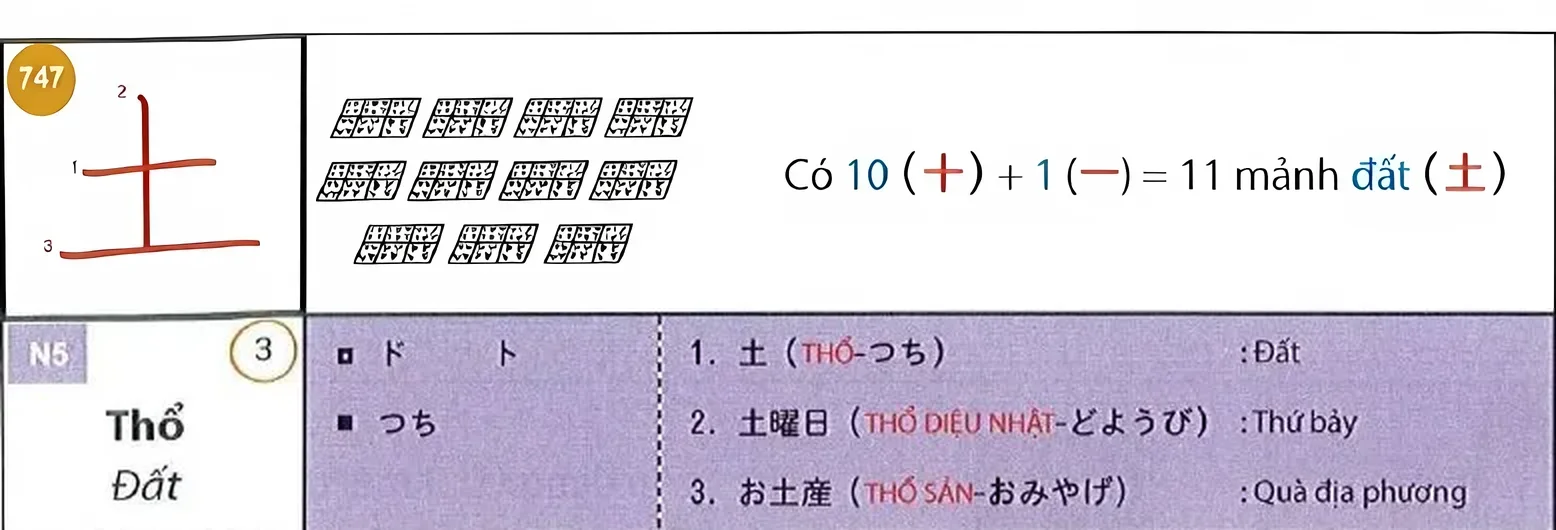 747
2
1
3
Có 10 (十) + 1 (一) = 11 mảnh đất (土)
N5
3
Thổ
Đất
ド ト
つち
1. 土 (THỔ-つち) : Đất
2. 土曜日 (THỔ DIỆU NHẬT-どようび) : Thứ bảy
3. お土産 (THỔ SẢN-おみやげ) : Quà địa phương